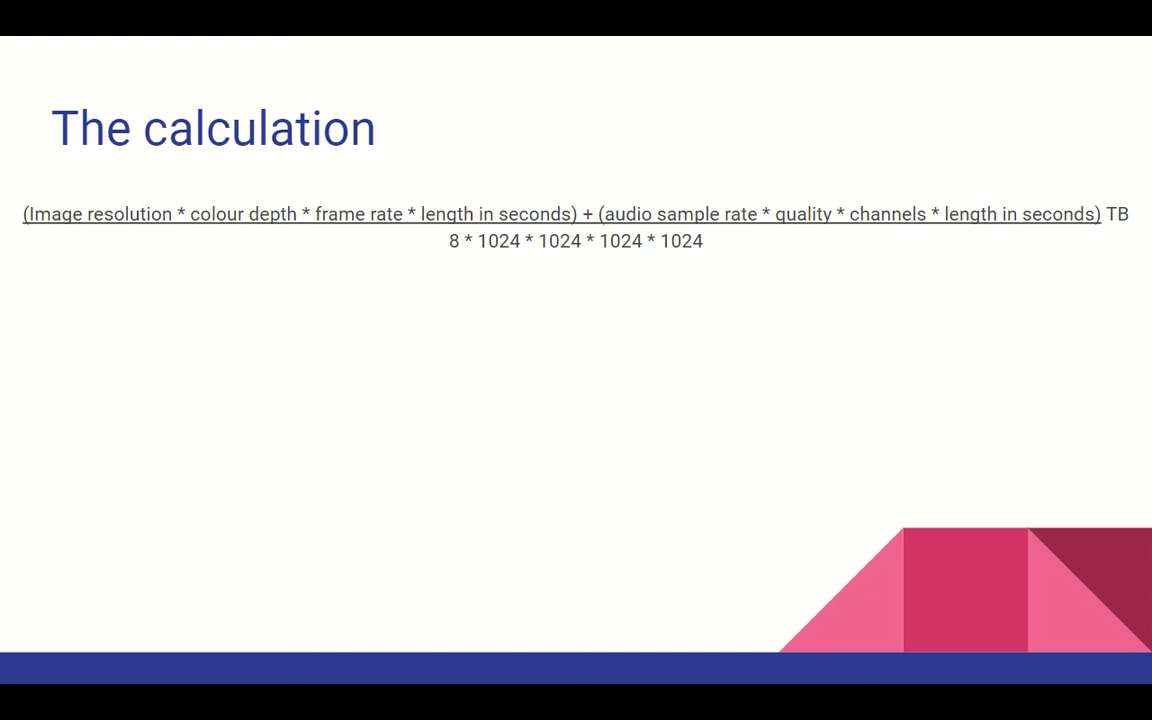 The calculation
(Image resolution * colour depth * frame rate * length in seconds) + (audio sample rate * quality * channels * length in seconds) TB
8 * 1024 * 1024 * 1024 * 1024